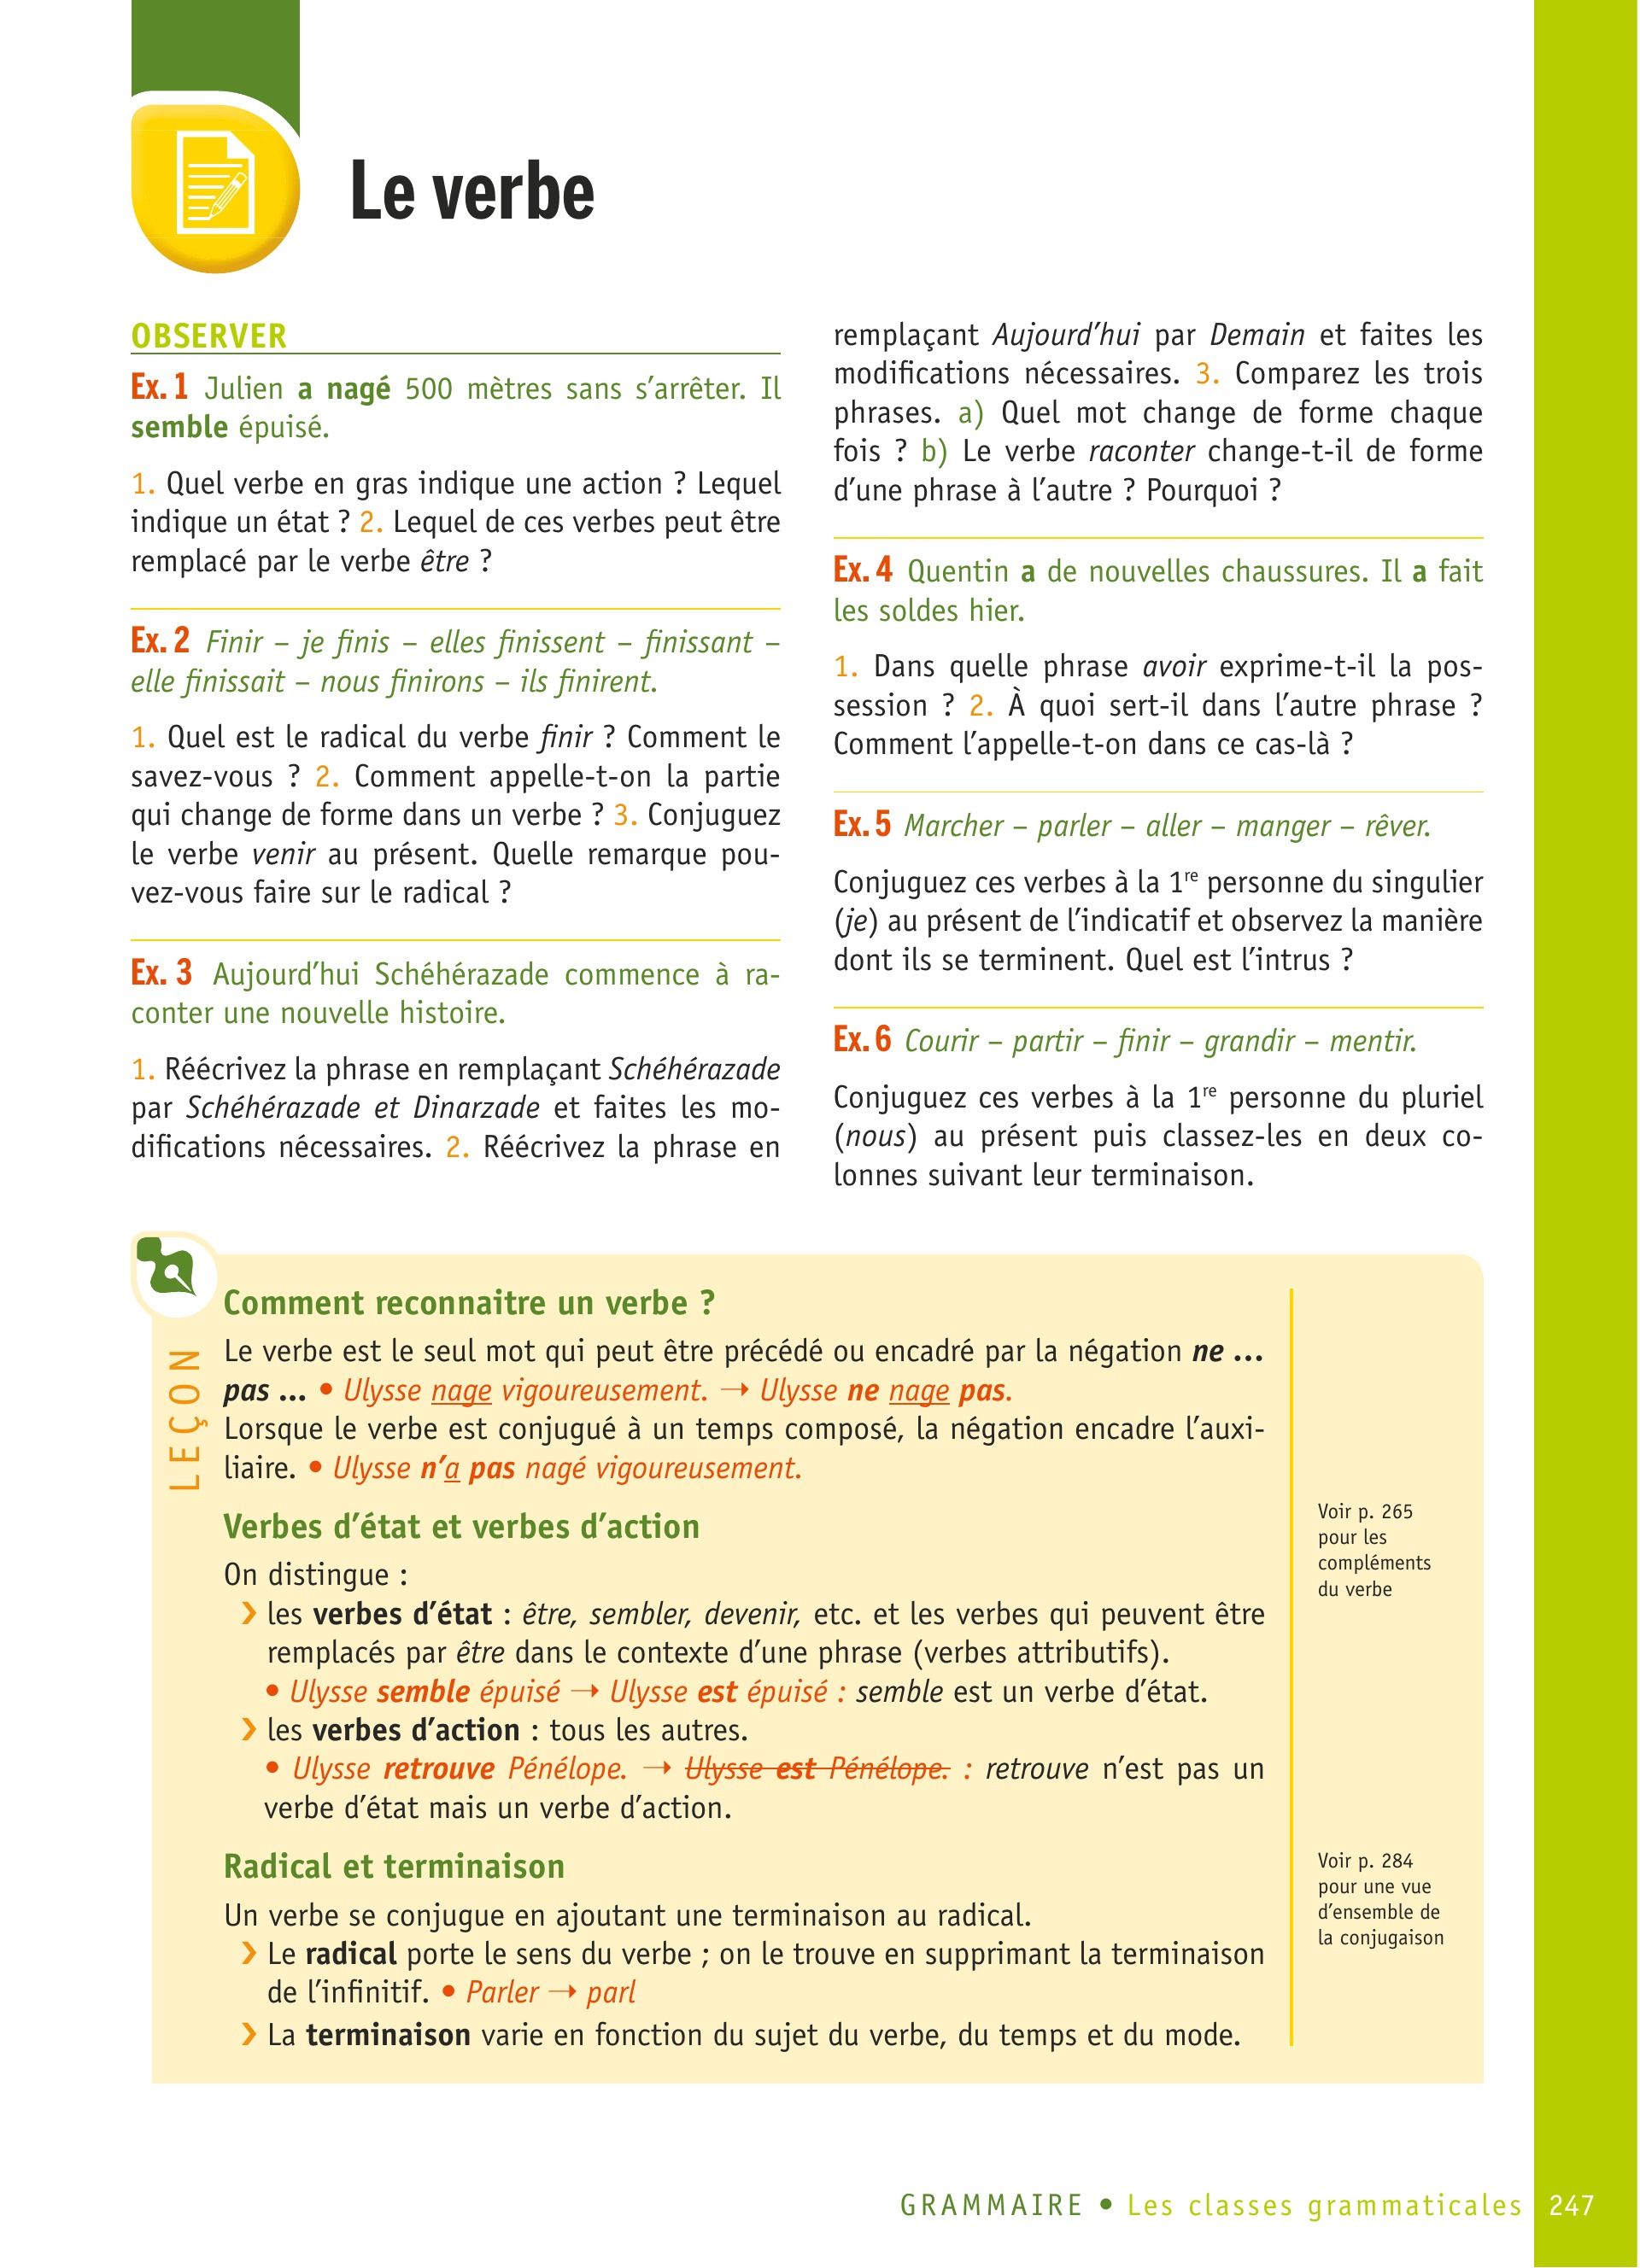 Le verbe
OBSERVER
Ex. 1 Julien a nagé 500 mètres sans s'arrêter. Il
semble épuisé.
1. Quel verbe en gras indique une action ? Lequel
indique un état ? 2. Lequel de ces verbes peut être
remplacé par le verbe être ?
Ex. 2 Finir – je finis – elles finissent – finissant –
elle finissait – nous finirons – ils finirent.
1. Quel est le radical du verbe finir ? Comment le
savez-vous ? 2. Comment appelle-t-on la partie
qui change de forme dans un verbe ? 3. Conjuguez
le verbe venir au présent. Quelle remarque pou-
vez-vous faire sur le radical ?
Ex. 3 Aujourd'hui Schéhérazade commence à ra-
conter une nouvelle histoire.
1. Réécrivez la phrase en remplaçant Schéhérazade
par Schéhérazade et Dinarzade et faites les mo-
difications nécessaires. 2. Réécrivez la phrase en
remplaçant Aujourd'hui par Demain et faites les
modifications nécessaires. 3. Comparez les trois
phrases. a) Quel mot change de forme chaque
fois ? b) Le verbe raconter change-t-il de forme
d'une phrase à l'autre ? Pourquoi ?
Ex. 4 Quentin a de nouvelles chaussures. Il a fait
les soldes hier.
1. Dans quelle phrase avoir exprime-t-il la pos-
session ? 2. À quoi sert-il dans l'autre phrase ?
Comment l'appelle-t-on dans ce cas-là ?
Ex. 5 Marcher – parler – aller – manger – rêver.
Conjuguez ces verbes à la 1re personne du singulier
(je) au présent de l'indicatif et observez la manière
dont ils se terminent. Quel est l'intrus ?
Ex. 6 Courir – partir – finir – grandir – mentir.
Conjuguez ces verbes à la 1re personne du pluriel
(nous) au présent puis classez-les en deux co-
lonnes suivant leur terminaison.
LEÇON
Comment reconnaitre un verbe ?
Le verbe est le seul mot qui peut être précédé ou encadré par la négation ne ...
pas ... • Ulysse nage vigoureusement. → Ulysse ne nage pas.
Lorsque le verbe est conjugué à un temps composé, la négation encadre l'auxi-
liaire. • Ulysse n'a pas nagé vigoureusement.
Verbes d'état et verbes d'action
On distingue :
› les verbes d'état : être, sembler, devenir, etc. et les verbes qui peuvent être
remplacés par être dans le contexte d'une phrase (verbes attributifs).
• Ulysse semble épuisé → Ulysse est épuisé : semble est un verbe d'état.
› les verbes d'action : tous les autres.
• Ulysse retrouve Pénélope. → Ulysse est Pénélope. : retrouve n'est pas un
verbe d'état mais un verbe d'action.
Radical et terminaison
Un verbe se conjugue en ajoutant une terminaison au radical.
› Le radical porte le sens du verbe ; on le trouve en supprimant la terminaison
de l'infinitif. • Parler → parl
› La terminaison varie en fonction du sujet du verbe, du temps et du mode.
Voir p. 265
pour les
compléments
du verbe
Voir p. 284
pour une vue
d'ensemble de
la conjugaison
GRAMMAIRE • Les classes grammaticales 247